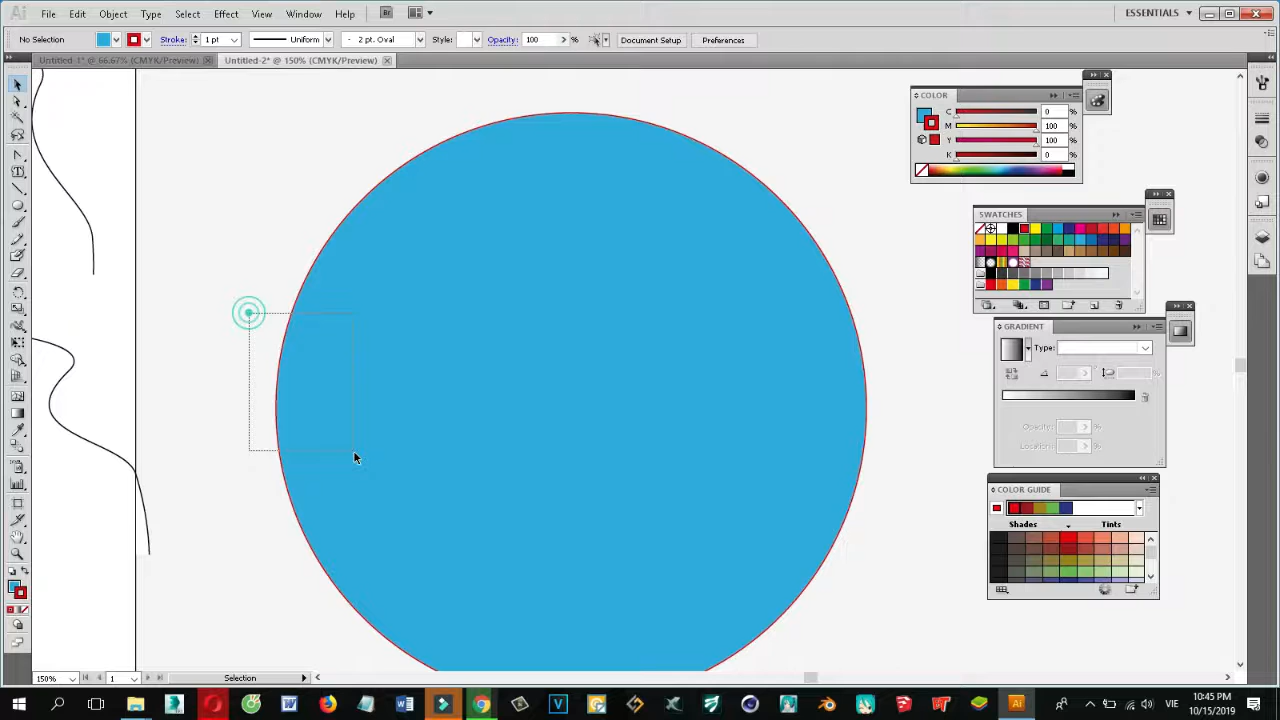 Ai File Edit Object Type Select Effect View Window Help Br ESSENTIALS
No Selection Stroke: 1 pt Uniform 2 pt. Oval Style: Opacity: 100 % Document Setup Preferences
Untitled-1* @ 66.67% (CMYK/Preview) Untitled-2* @ 150% (CMYK/Preview)
COLOR
C 0 %
M 100 %
Y 100 %
K 0 %
SWATCHES
GRADIENT
Type:
Opacity: %
Location: %
COLOR GUIDE
Shades Tints
150% 1 Selection
10:45 PM
VIE
10/15/2019